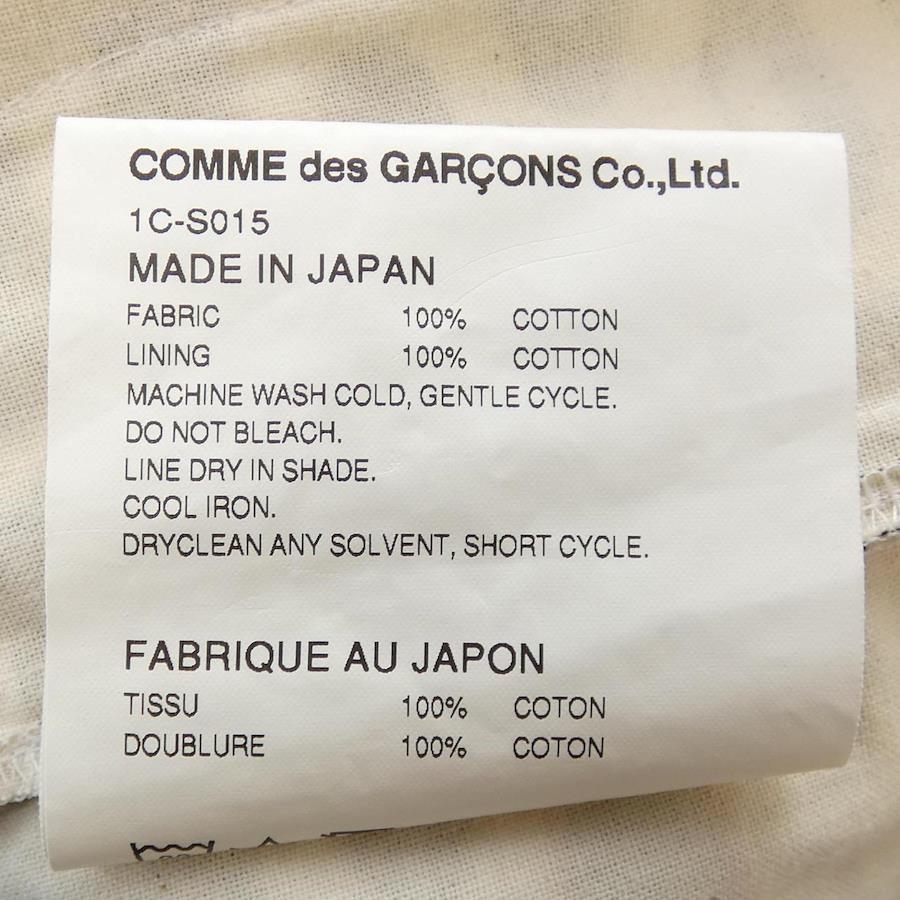 COMME des GARÇONS Co.,Ltd.
1C-S015
MADE IN JAPAN
FABRIC 100% COTTON
LINING 100% COTTON
MACHINE WASH COLD, GENTLE CYCLE.
DO NOT BLEACH.
LINE DRY IN SHADE.
COOL IRON.
DRYCLEAN ANY SOLVENT, SHORT CYCLE.
FABRIQUE AU JAPON
TISSU 100% COTON
DOUBLURE 100% COTON